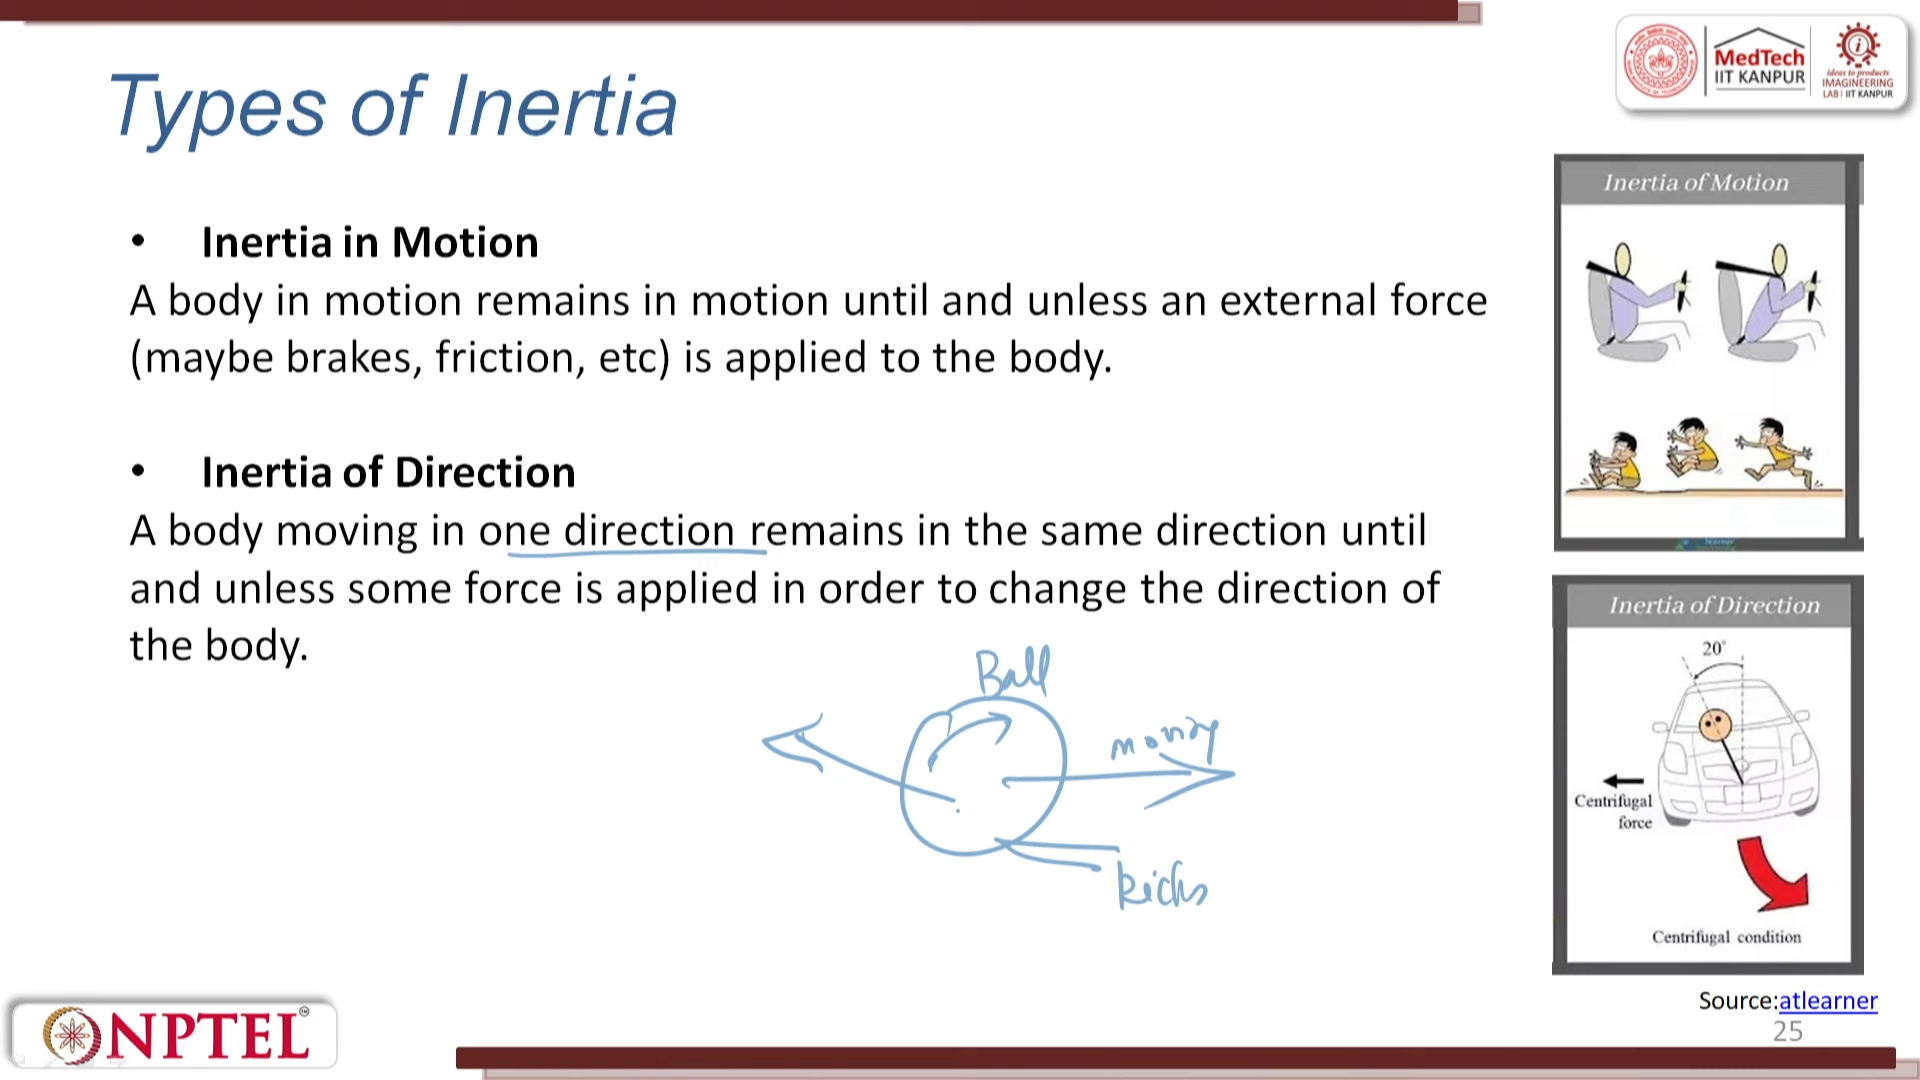 Types of Inertia
MedTech
IIT KANPUR
ideas to products
IMAGINEERING
LAB | IIT KANPUR
• Inertia in Motion
A body in motion remains in motion until and unless an external force
(maybe brakes, friction, etc) is applied to the body.
• Inertia of Direction
A body moving in one direction remains in the same direction until
and unless some force is applied in order to change the direction of
the body.
Ball
Inertia of Motion
Inertia of Direction
20°
Centrifugal
force
Centrifugal condition
Source:atlearner
25
NPTEL